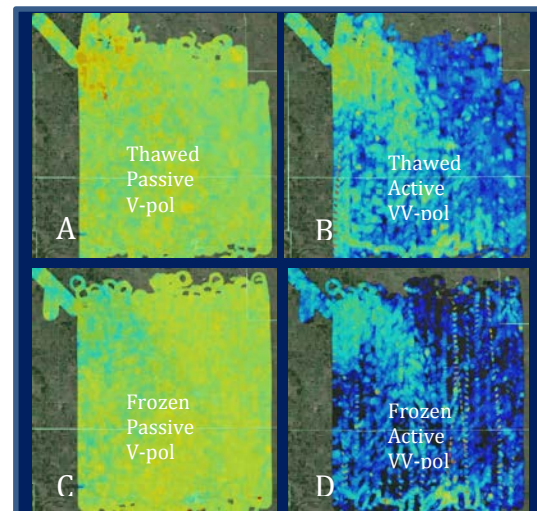 Thawed
Passive
V-pol
A
Thawed
Active
VV-pol
B
Frozen
Passive
V-pol
C
Frozen
Active
VV-pol
D